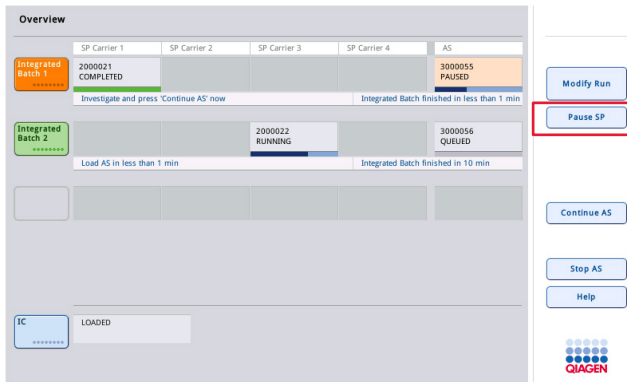 Overview
SP Carrier 1 SP Carrier 2 SP Carrier 3 SP Carrier 4 AS
Integrated
Batch 1
2000021
COMPLETED
3000055
PAUSED
Investigate and press 'Continue AS' now
Integrated Batch finished in less than 1 min
Integrated
Batch 2
2000022
RUNNING
3000056
QUEUED
Load AS in less than 1 min
Integrated Batch finished in 10 min
IC
LOADED
Modify Run
Pause SP
Continue AS
Stop AS
Help
QIAGEN